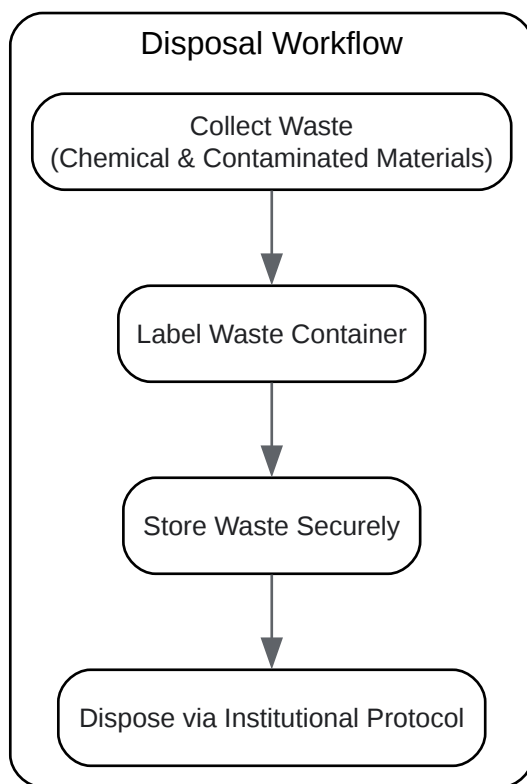 Disposal Workflow
Collect Waste
(Chemical & Contaminated Materials)
Label Waste Container
Store Waste Securely
Dispose via Institutional Protocol